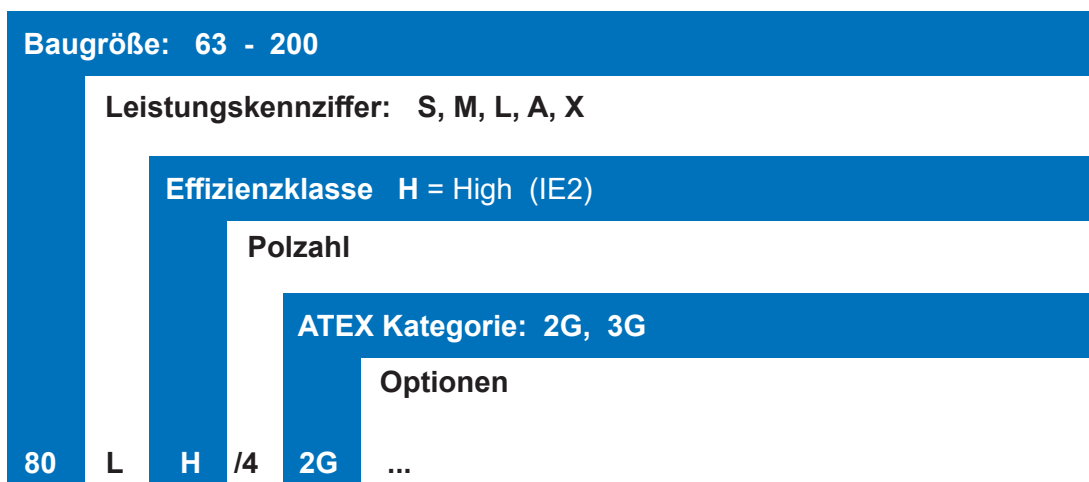 Baugröße: 63 - 200
Leistungskennziffer: S, M, L, A, X
Effizienzklasse H = High (IE2)
Polzahl
ATEX Kategorie: 2G, 3G
Optionen
80 L H /4 2G ...